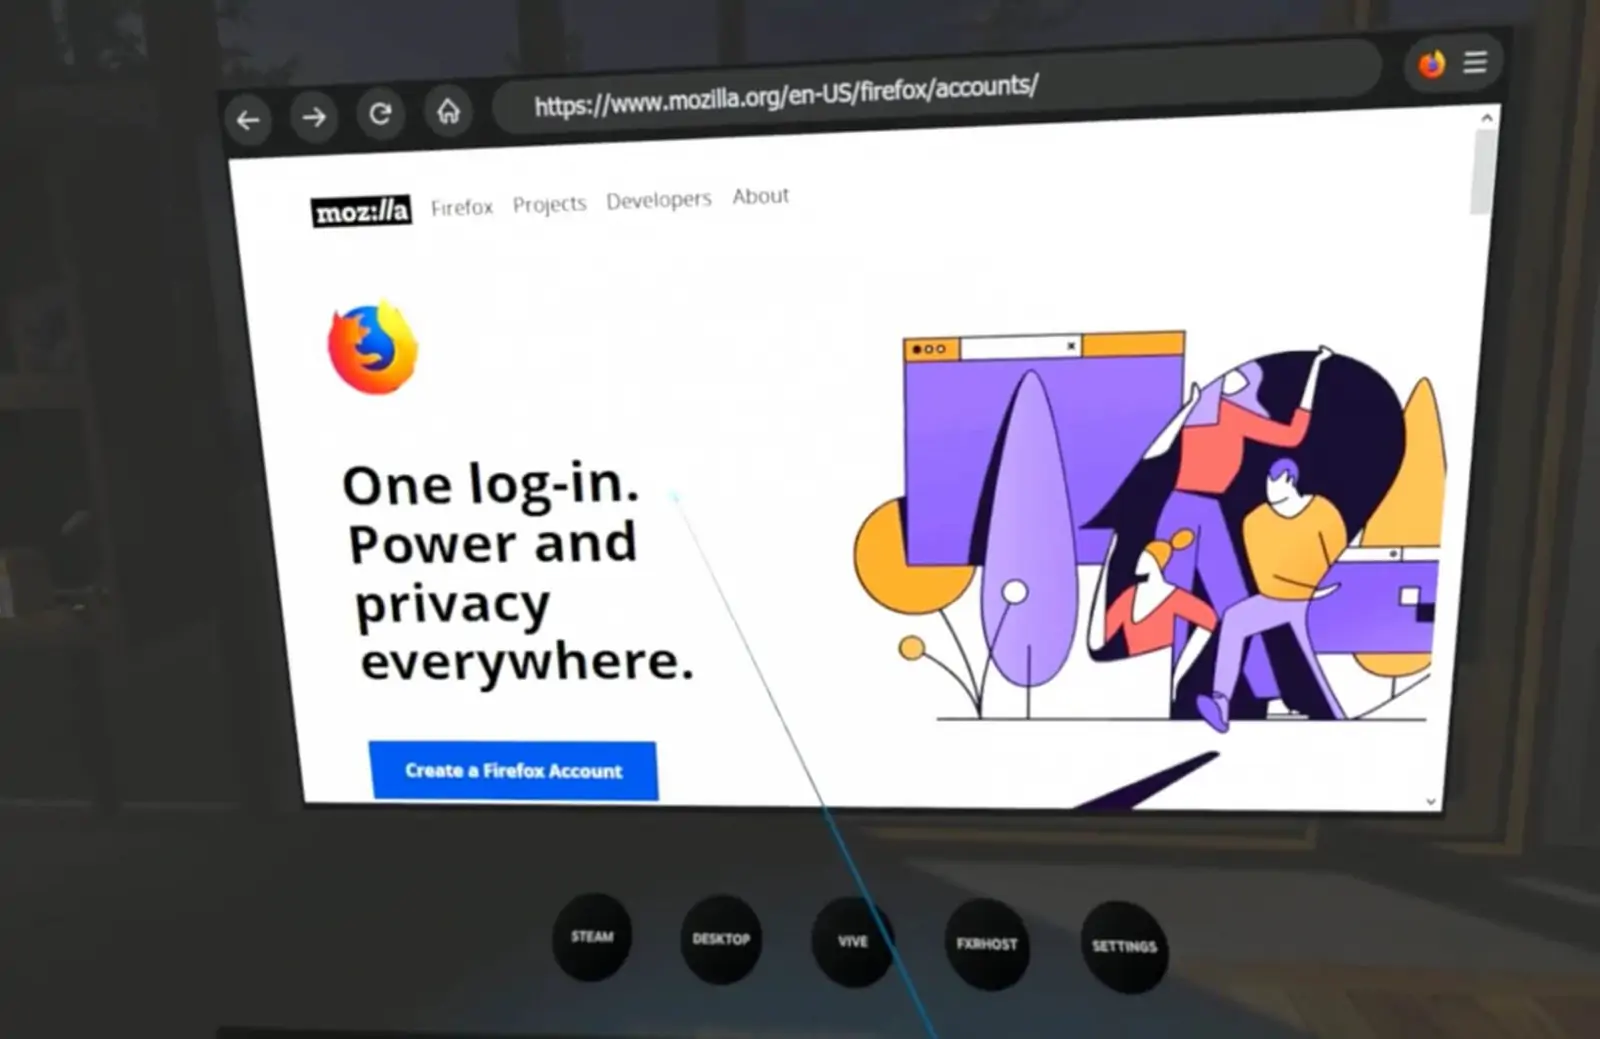 https://www.mozilla.org/en-US/firefox/accounts/
moz://a Firefox Projects Developers About
One log-in.
Power and
privacy
everywhere.
Create a Firefox Account
STEAM DESKTOP VIVE FXRHOST SETTINGS